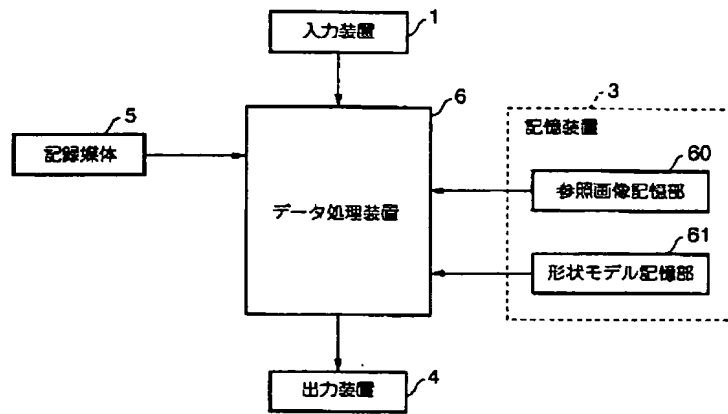 入力装置
1
6
3
5
記録媒体
記憶装置
60
データ処理装置
参照画像記憶部
61
形状モデル記憶部
出力装置
4